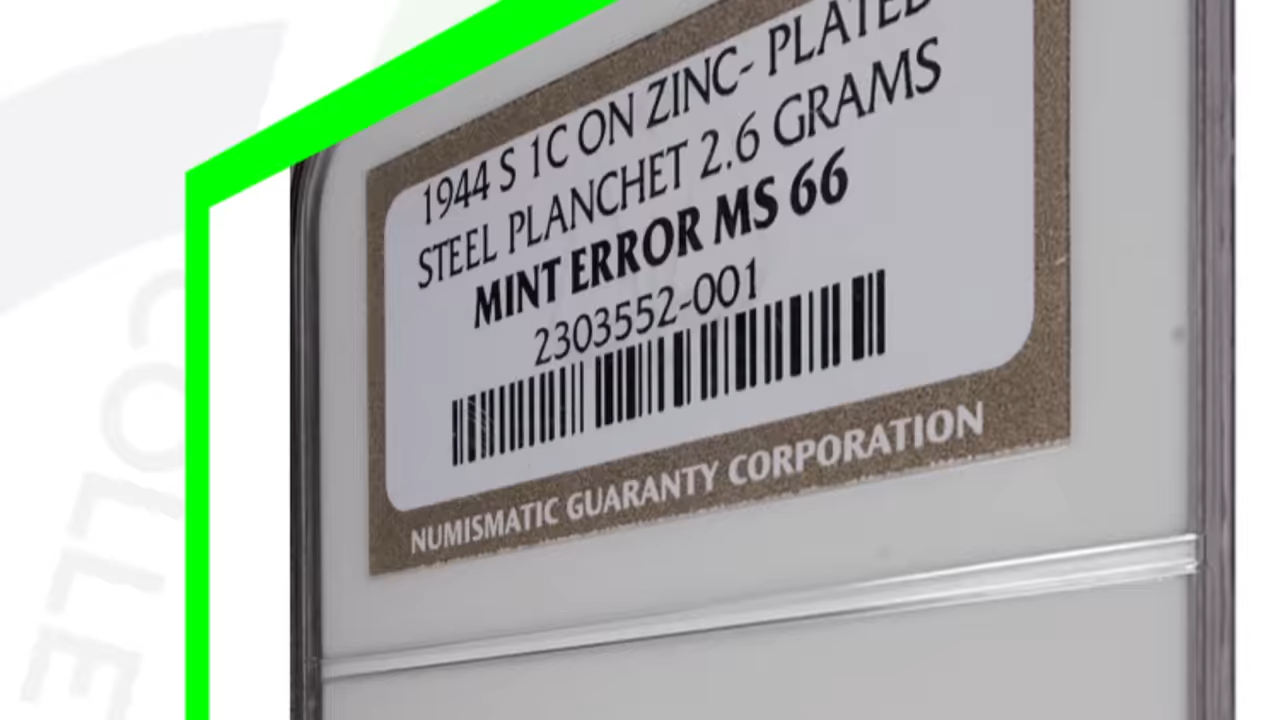 1944 S 1C ON ZINC- PLATED
STEEL PLANCHET 2.6 GRAMS
MINT ERROR MS 66
2303552-001
NUMISMATIC GUARANTY CORPORATION
COLLE